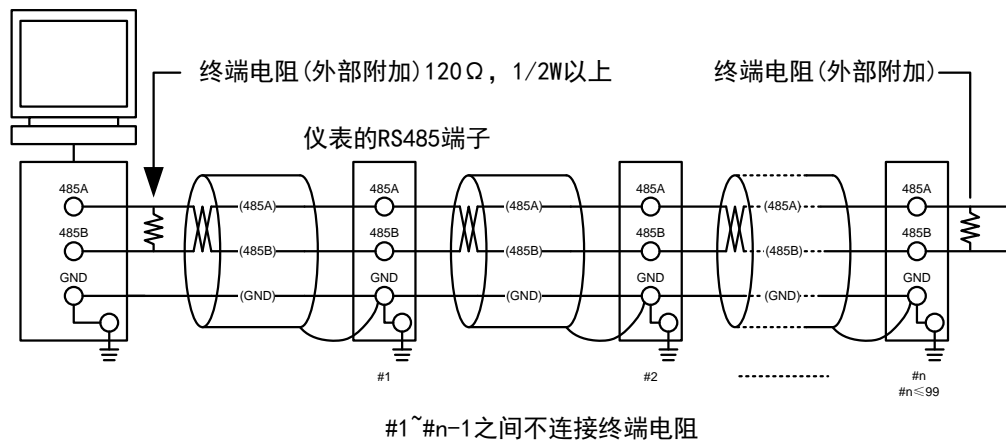 终端电阻(外部附加)120Ω，1/2W以上
终端电阻(外部附加)
仪表的RS485端子
485A
485B
GND
(485A)
(485B)
(GND)
485A
485B
GND
(485A)
(485B)
(GND)
485A
485B
GND
(485A)
(485B)
(GND)
485A
485B
GND
#1
#2
#n
#n≤99
#1~#n-1之间不连接终端电阻